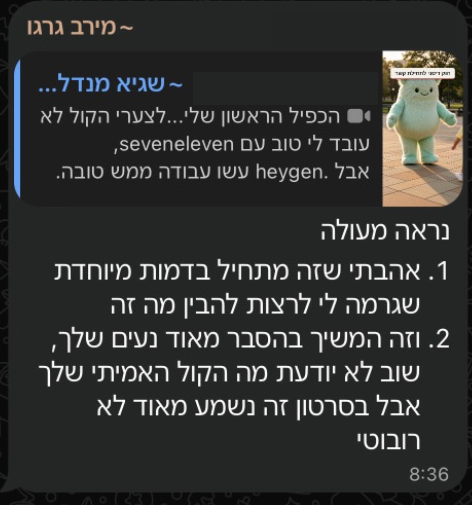 ~מירב גרגו
~שגיא מנדל...
הכפיל הראשון שלי...לצערי הקול לא
עובד לי טוב עם seveneleven,
אבל .heygen עשו עבודה ממש טובה.
נראה מעולה
1. אהבתי שזה מתחיל בדמות מיוחדת
שגרמה לי לרצות להבין מה זה
2. וזה המשיך בהסבר מאוד נעים שלך,
שוב לא יודעת מה הקול האמיתי שלך
אבל בסרטון זה נשמע מאוד לא
רובוטי
8:36